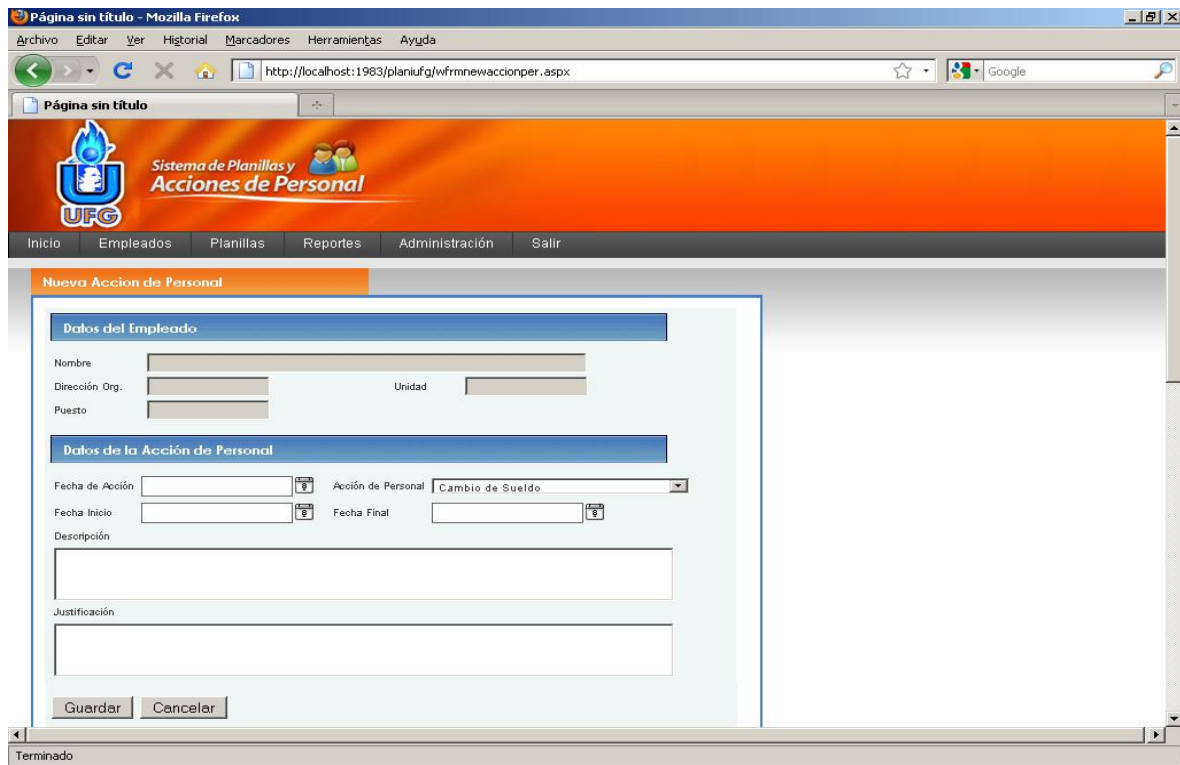 Página sin título - Mozilla Firefox
Archivo Editar Ver Historial Marcadores Herramientas Ayuda
http://localhost:1983/planiufg/wfrmnewaccionper.aspx Google
Página sin título
Sistema de Planillas y
Acciones de Personal
UFG
Inicio Empleados Planillas Reportes Administración Salir
Nueva Accion de Personal
Datos del Empleado
Nombre
Dirección Org. Unidad
Puesto
Datos de la Acción de Personal
Fecha de Acción Acción de Personal Cambio de Sueldo
Fecha Inicio Fecha Final
Descripción
Justificación
Guardar Cancelar
Terminado